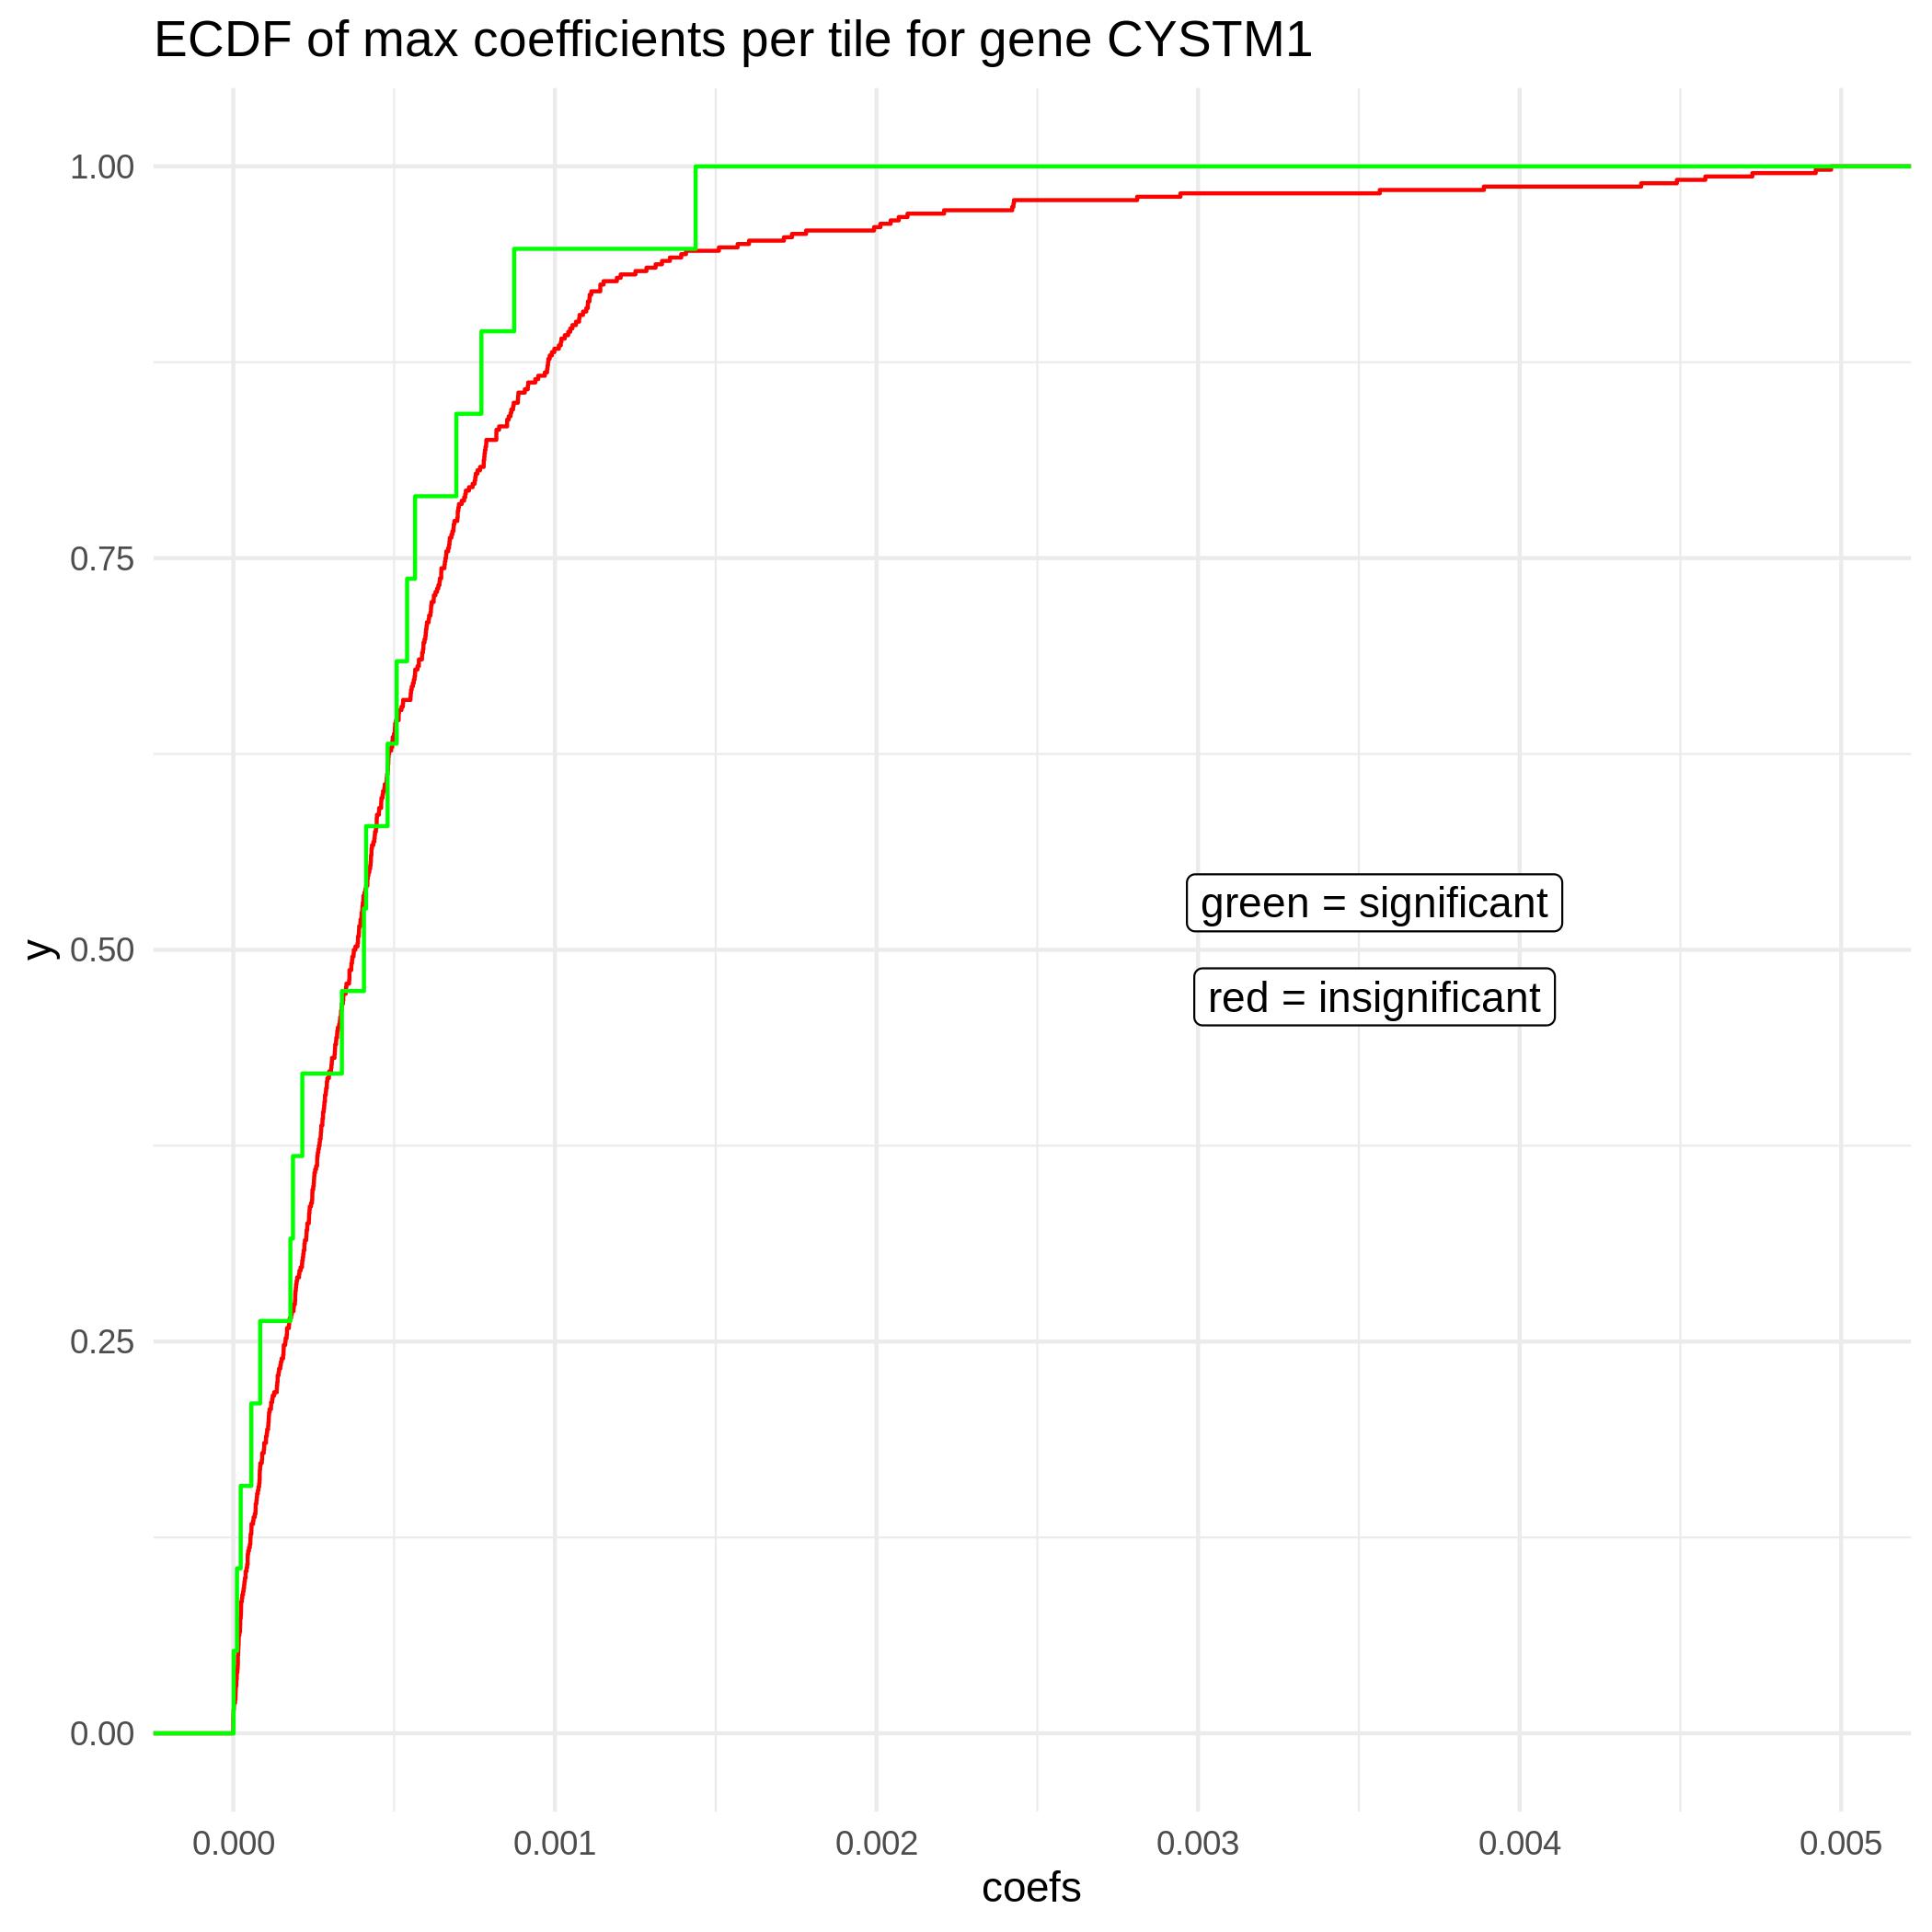 ECDF of max coefficients per tile for gene CYSTM1
1.00
0.75
y
0.50
0.25
0.00
green = significant
red = insignificant
0.000
0.001
0.002
0.003
0.004
0.005
coefs